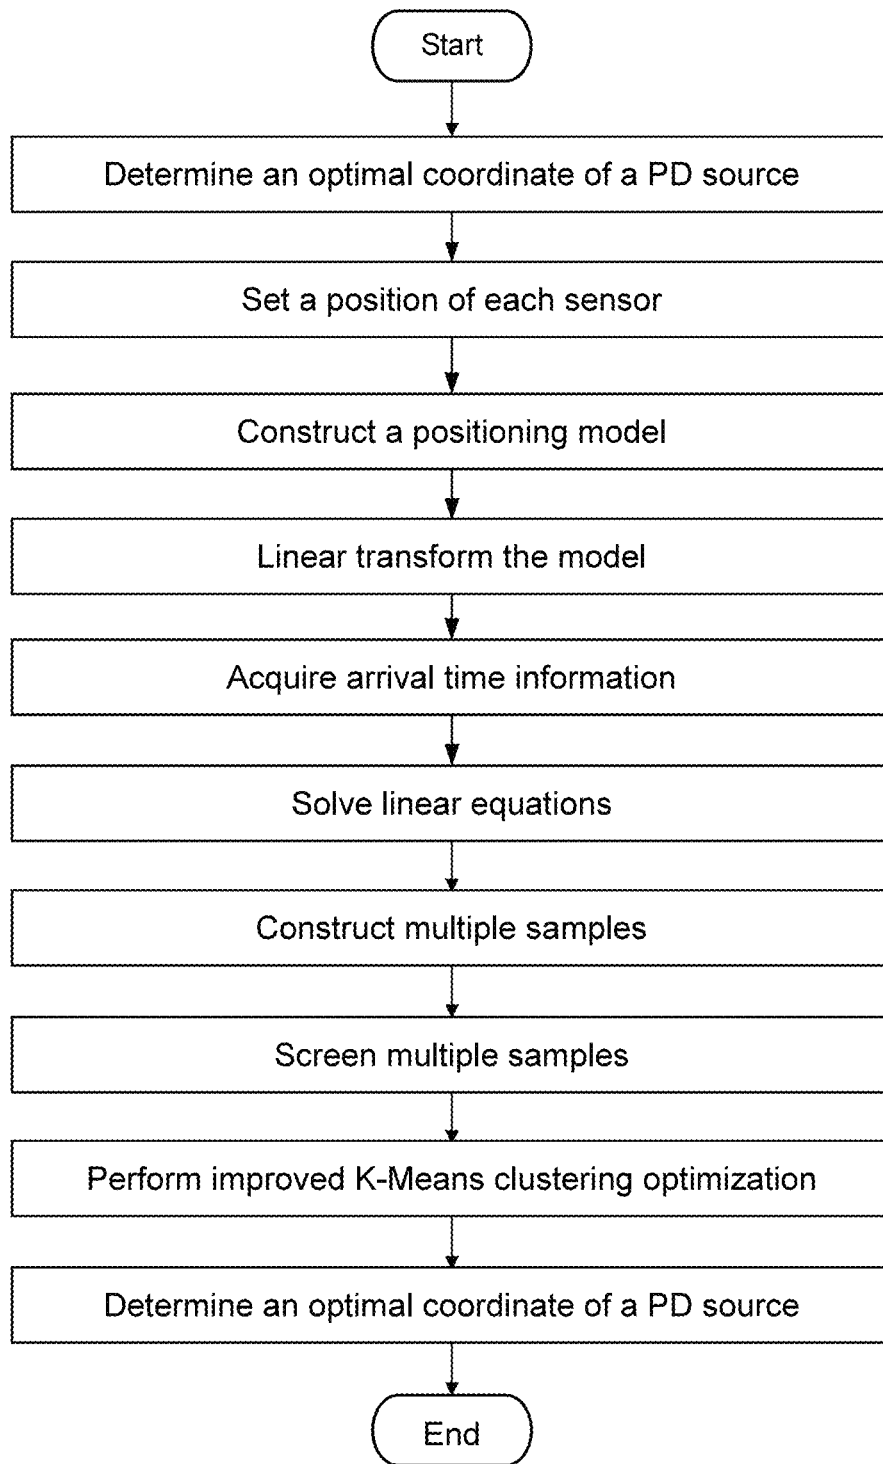 Start
Determine an optimal coordinate of a PD source
Set a position of each sensor
Construct a positioning model
Linear transform the model
Acquire arrival time information
Solve linear equations
Construct multiple samples
Screen multiple samples
Perform improved K-Means clustering optimization
Determine an optimal coordinate of a PD source
End